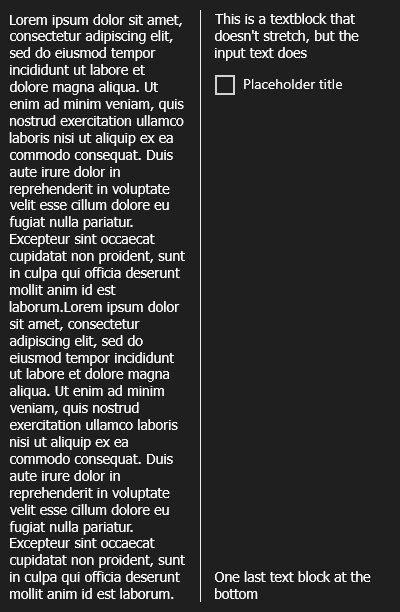 Lorem ipsum dolor sit amet,
consectetur adipiscing elit,
sed do eiusmod tempor
incididunt ut labore et
dolore magna aliqua. Ut
enim ad minim veniam, quis
nostrud exercitation ullamco
laboris nisi ut aliquip ex ea
commodo consequat. Duis
aute irure dolor in
reprehenderit in voluptate
velit esse cillum dolore eu
fugiat nulla pariatur.
Excepteur sint occaecat
cupidatat non proident, sunt
in culpa qui officia deserunt
mollit anim id est
laborum.Lorem ipsum dolor
sit amet, consectetur
adipiscing elit, sed do
eiusmod tempor incididunt
ut labore et dolore magna
aliqua. Ut enim ad minim
veniam, quis nostrud
exercitation ullamco laboris
nisi ut aliquip ex ea
commodo consequat. Duis
aute irure dolor in
reprehenderit in voluptate
velit esse cillum dolore eu
fugiat nulla pariatur.
Excepteur sint occaecat
cupidatat non proident, sunt
in culpa qui officia deserunt
mollit anim id est laborum.
This is a textblock that
doesn't stretch, but the
input text does
Placeholder title
One last text block at the
bottom